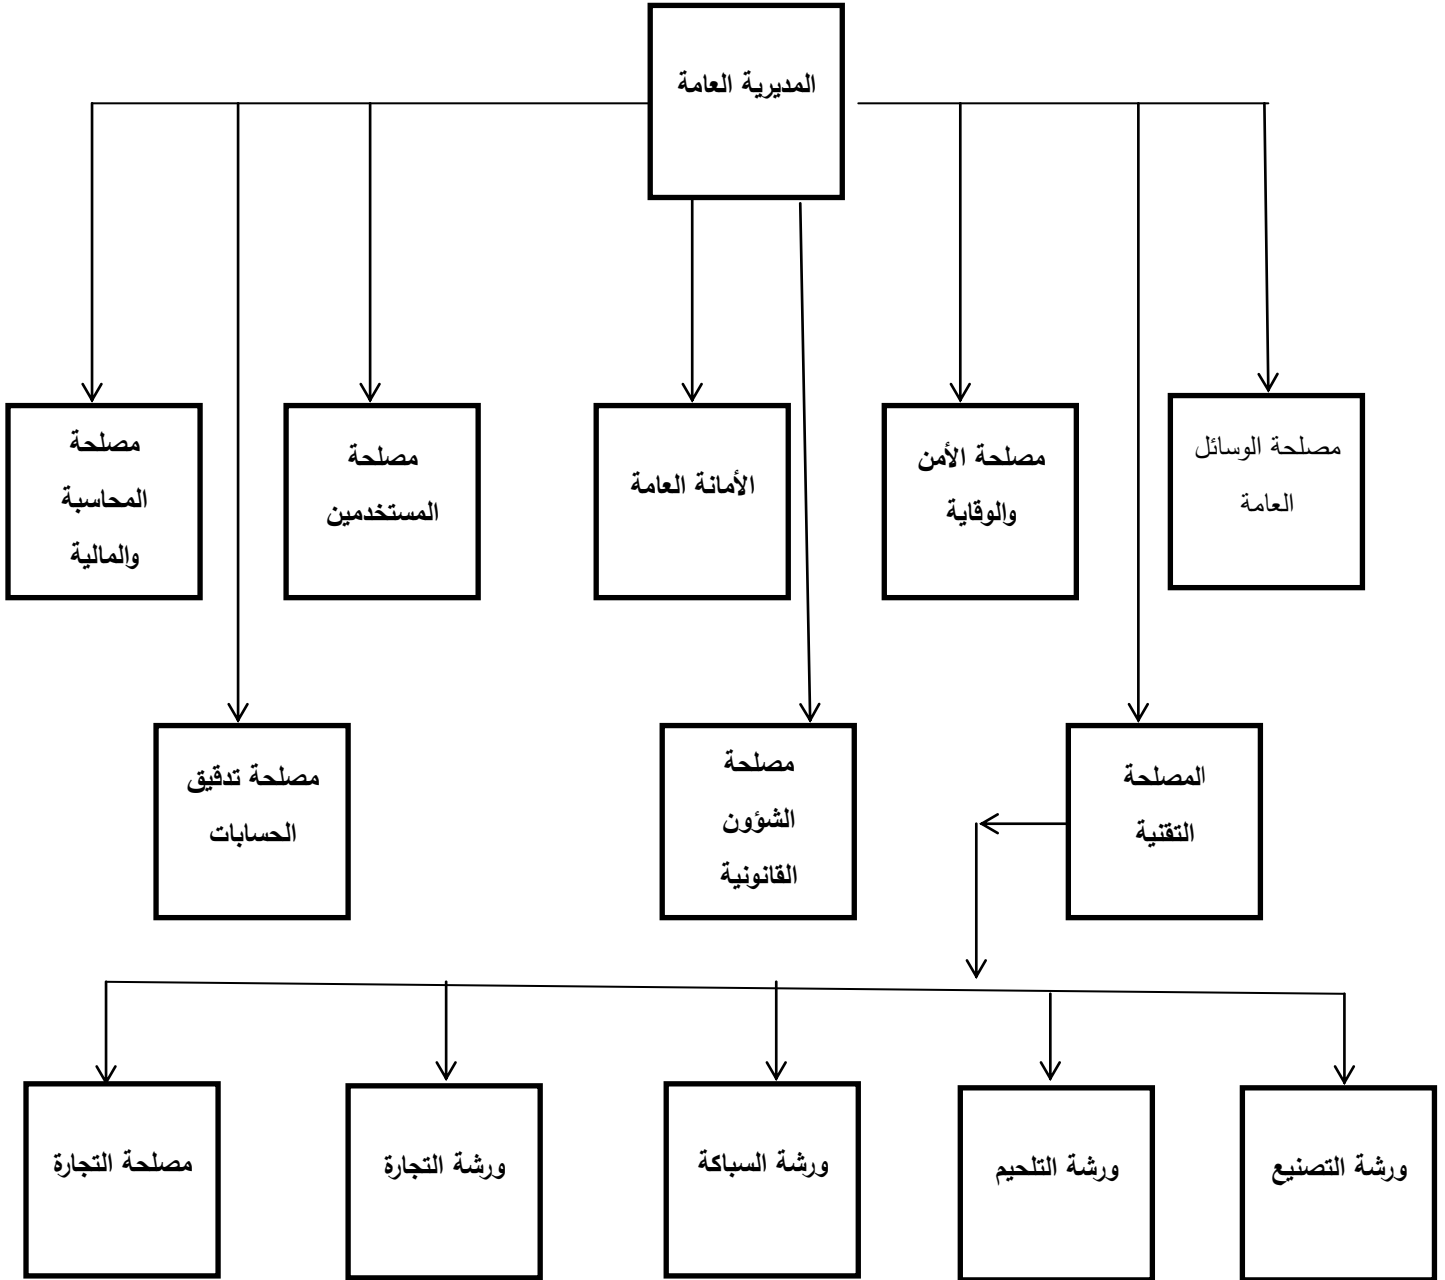 المديرية العامة
مصلحة الوسائل
العامة
مصلحة الأمن
والوقاية
الأمانة العامة
مصلحة
المستخدمين
مصلحة
المحاسبة
والمالية
المصلحة
التقنية
مصلحة
الشؤون
القانونية
مصلحة تدقيق
الحسابات
ورشة التصنيع
ورشة التلحيم
ورشة السباكة
ورشة التجارة
مصلحة التجارة